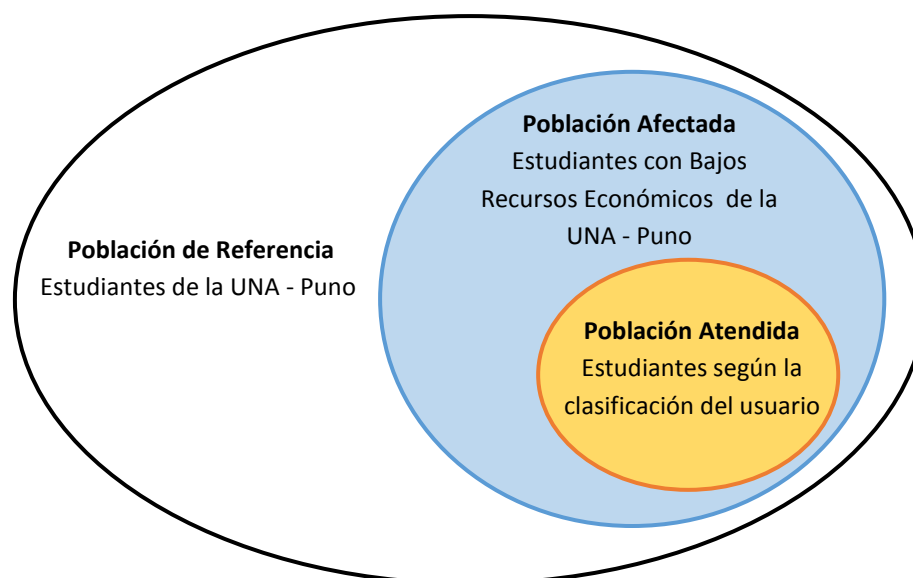 Población Afectada
Estudiantes con Bajos
Recursos Económicos de la
UNA - Puno
Población de Referencia
Estudiantes de la UNA - Puno
Población Atendida
Estudiantes según la
clasificación del usuario